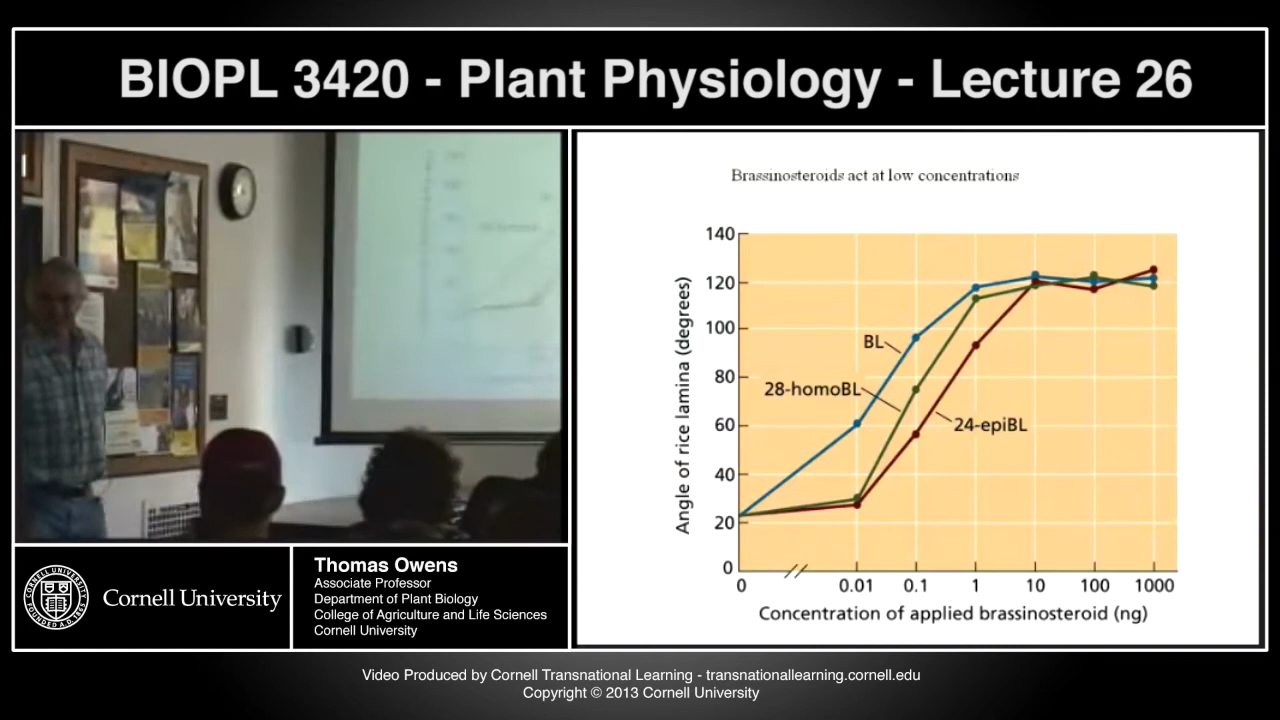 BIOPL 3420 - Plant Physiology - Lecture 26
Brassinosteroids act at low concentrations
140
120
100
80
60
40
20
0
Angle of rice lamina (degrees)
BL
28-homoBL
24-epiBL
0 0.01 0.1 1 10 100 1000
Concentration of applied brassinosteroid (ng)
Cornell University
Thomas Owens
Associate Professor
Department of Plant Biology
College of Agriculture and Life Sciences
Cornell University
Video Produced by Cornell Transnational Learning - transnationallearning.cornell.edu
Copyright © 2013 Cornell University